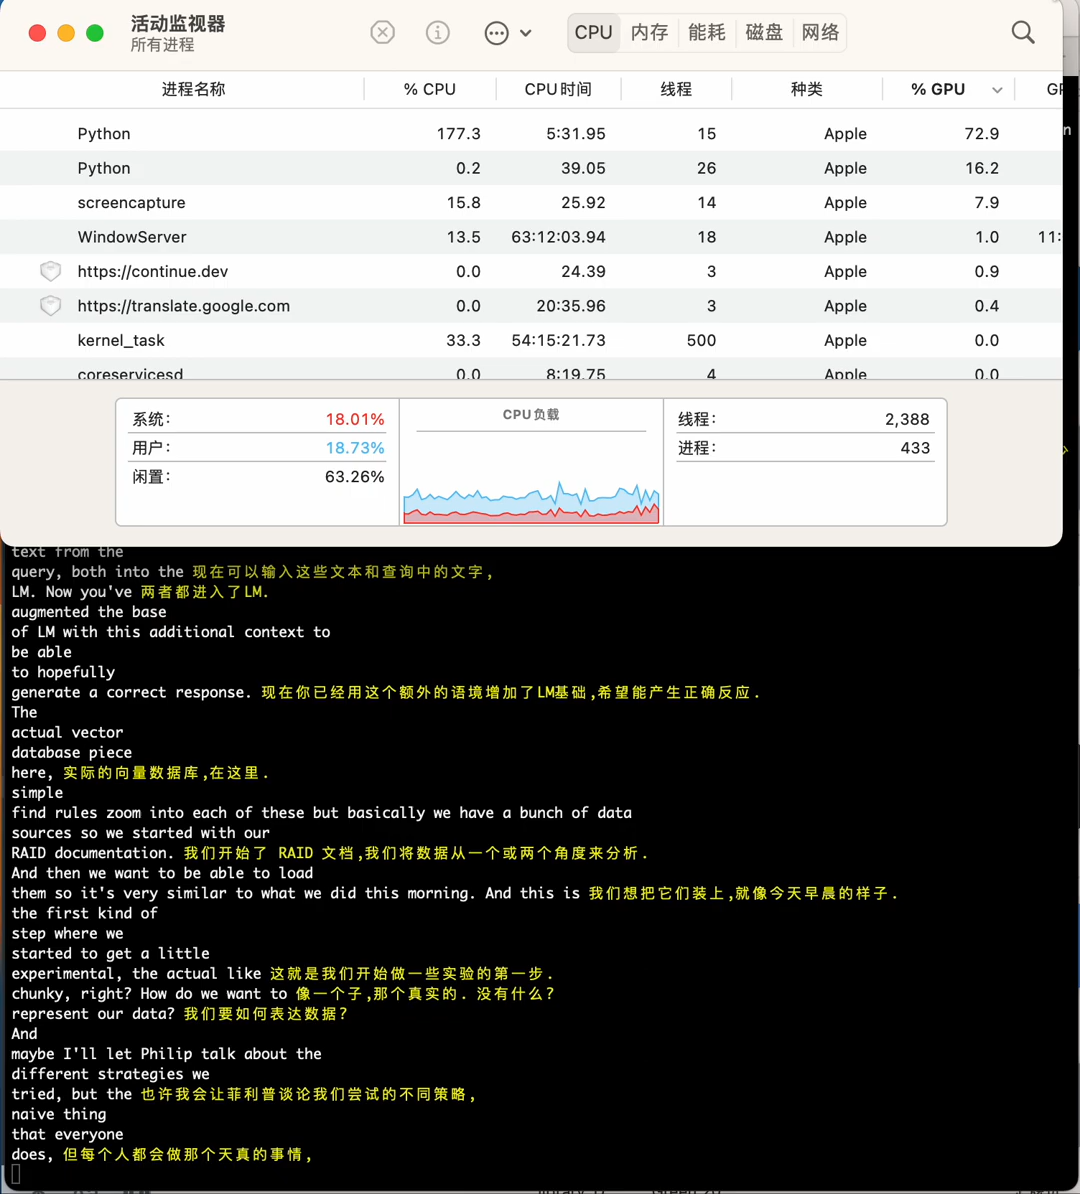 活动监视器
所有进程
CPU 内存 能耗 磁盘 网络
进程名称 % CPU CPU 时间 线程 种类 % GPU
Python 177.3 5:31.95 15 Apple 72.9
Python 0.2 39.05 26 Apple 16.2
screencapture 15.8 25.92 14 Apple 7.9
WindowServer 13.5 63:12:03.94 18 Apple 1.0 11:
https://continue.dev 0.0 24.39 3 Apple 0.9
https://translate.google.com 0.0 20:35.96 3 Apple 0.4
kernel_task 33.3 54:15:21.73 500 Apple 0.0
coreservicesd 0.0 8:19.75 4 Apple 0.0
系统: 18.01%
用户: 18.73%
闲置: 63.26%
CPU 负载
线程: 2,388
进程: 433
text from the
query, both into the 现在可以输入这些文本和查询中的文字,
LM. Now you've 两者都进入了LM.
augmented the base
of LM with this additional context to
be able
to hopefully
generate a correct response. 现在你已经用这个额外的语境增加了LM基础,希望能产生正确反应.
The
actual vector
database piece
here, 实际的向量数据库,在这里.
simple
find rules zoom into each of these but basically we have a bunch of data
sources so we started with our
RAID documentation. 我们开始了 RAID 文档,我们将数据从一个或两个角度来分析.
And then we want to be able to load
them so it's very similar to what we did this morning. And this is 我们想把它们装上,就像今天早晨的样子.
the first kind of
step where we
started to get a little
experimental, the actual like 这就是我们开始做一些实验的第一步.
chunky, right? How do we want to 像一个子,那个真实的. 没有什么?
represent our data? 我们要如何表达数据?
And
maybe I'll let Philip talk about the
different strategies we
tried, but the 也许我会让菲利普谈论我们尝试的不同策略,
naive thing
that everyone
does, 但每个人都会做那个天真的事情,